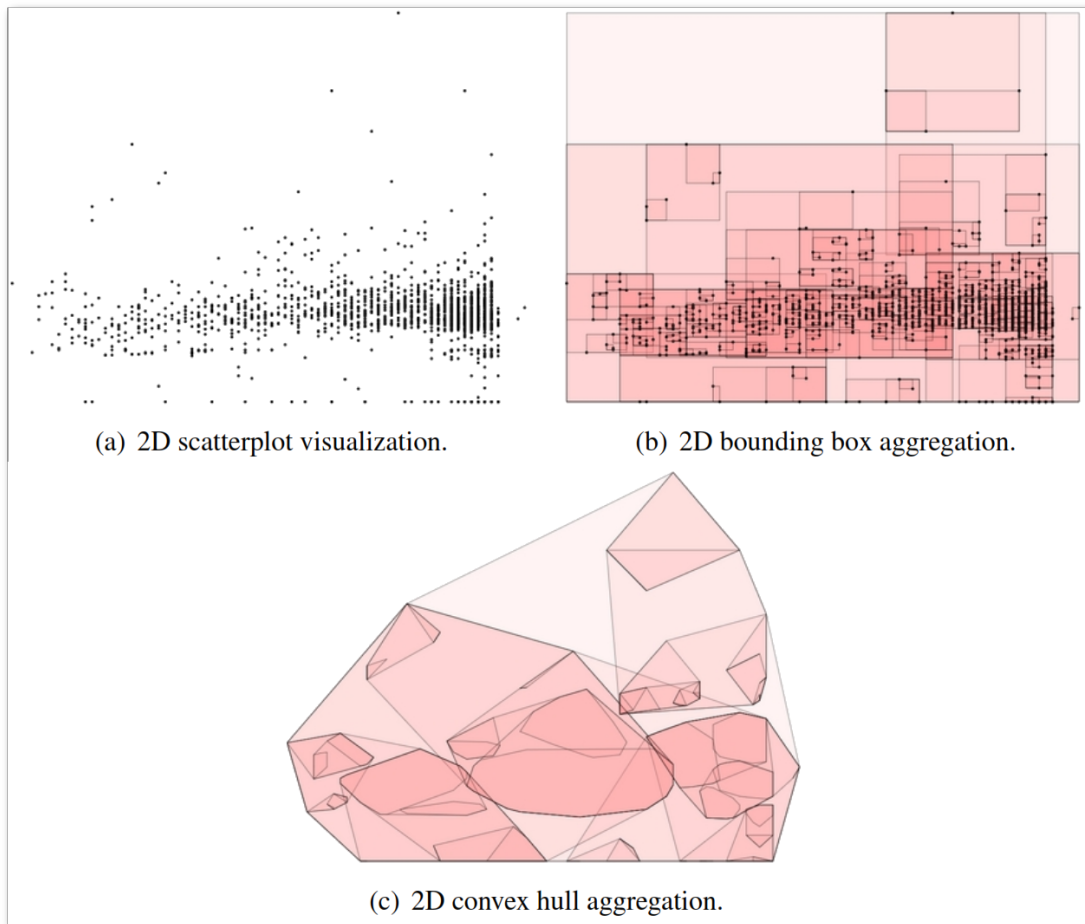 (a) 2D scatterplot visualization.
(b) 2D bounding box aggregation.
(c) 2D convex hull aggregation.